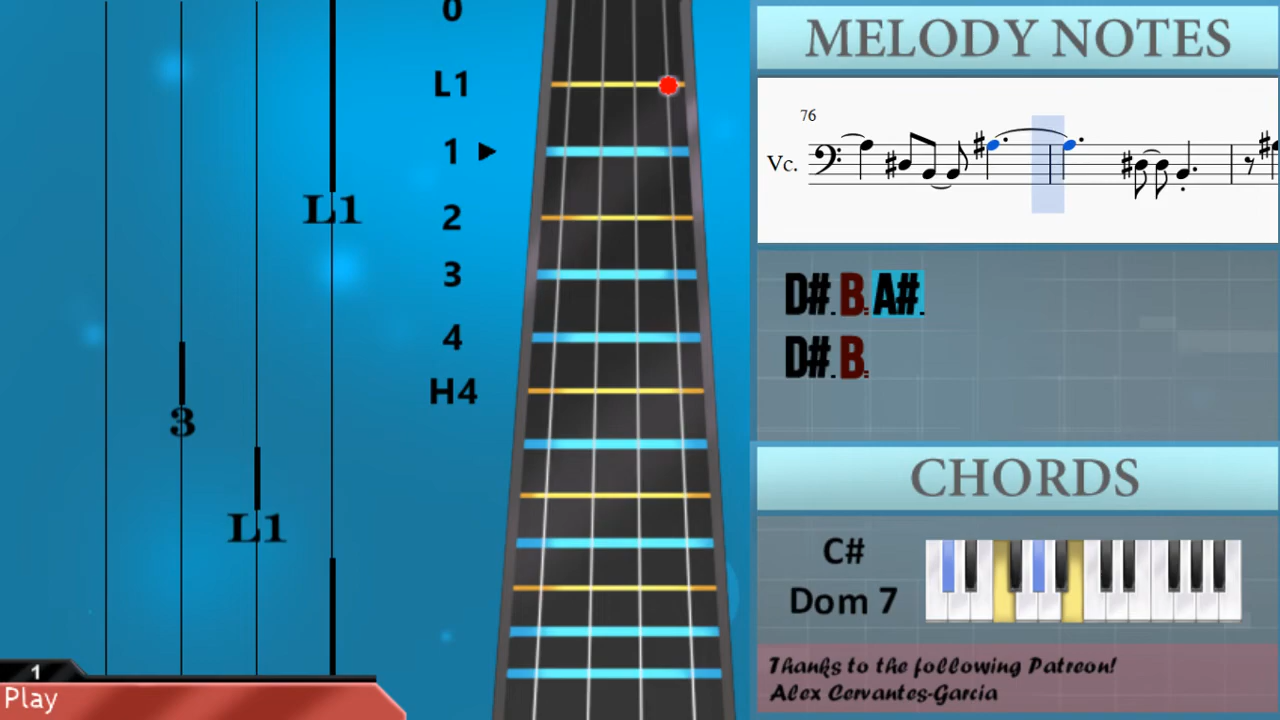 0
L1
1
2
3
4
H4
L1
3
L1
1
Play
MELODY NOTES
76
Vc.
D#. B: A#.
D#. B:
CHORDS
C#
Dom 7
Thanks to the following Patreon!
Alex Cervantes-Garcia